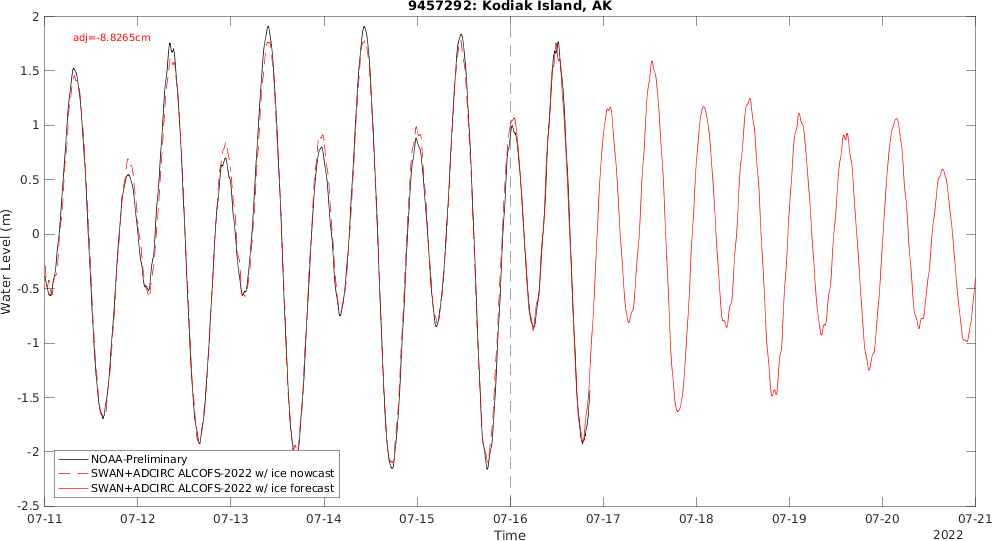 9457292: Kodiak Island, AK
adj=-8.8265cm
Water Level (m)
2
1.5
1
0.5
0
-0.5
-1
-1.5
-2
-2.5
NOAA-Preliminary
SWAN+ADCIRC ALCOFS-2022 w/ ice nowcast
SWAN+ADCIRC ALCOFS-2022 w/ ice forecast
07-11 07-12 07-13 07-14 07-15 07-16 07-17 07-18 07-19 07-20 07-21
Time
2022